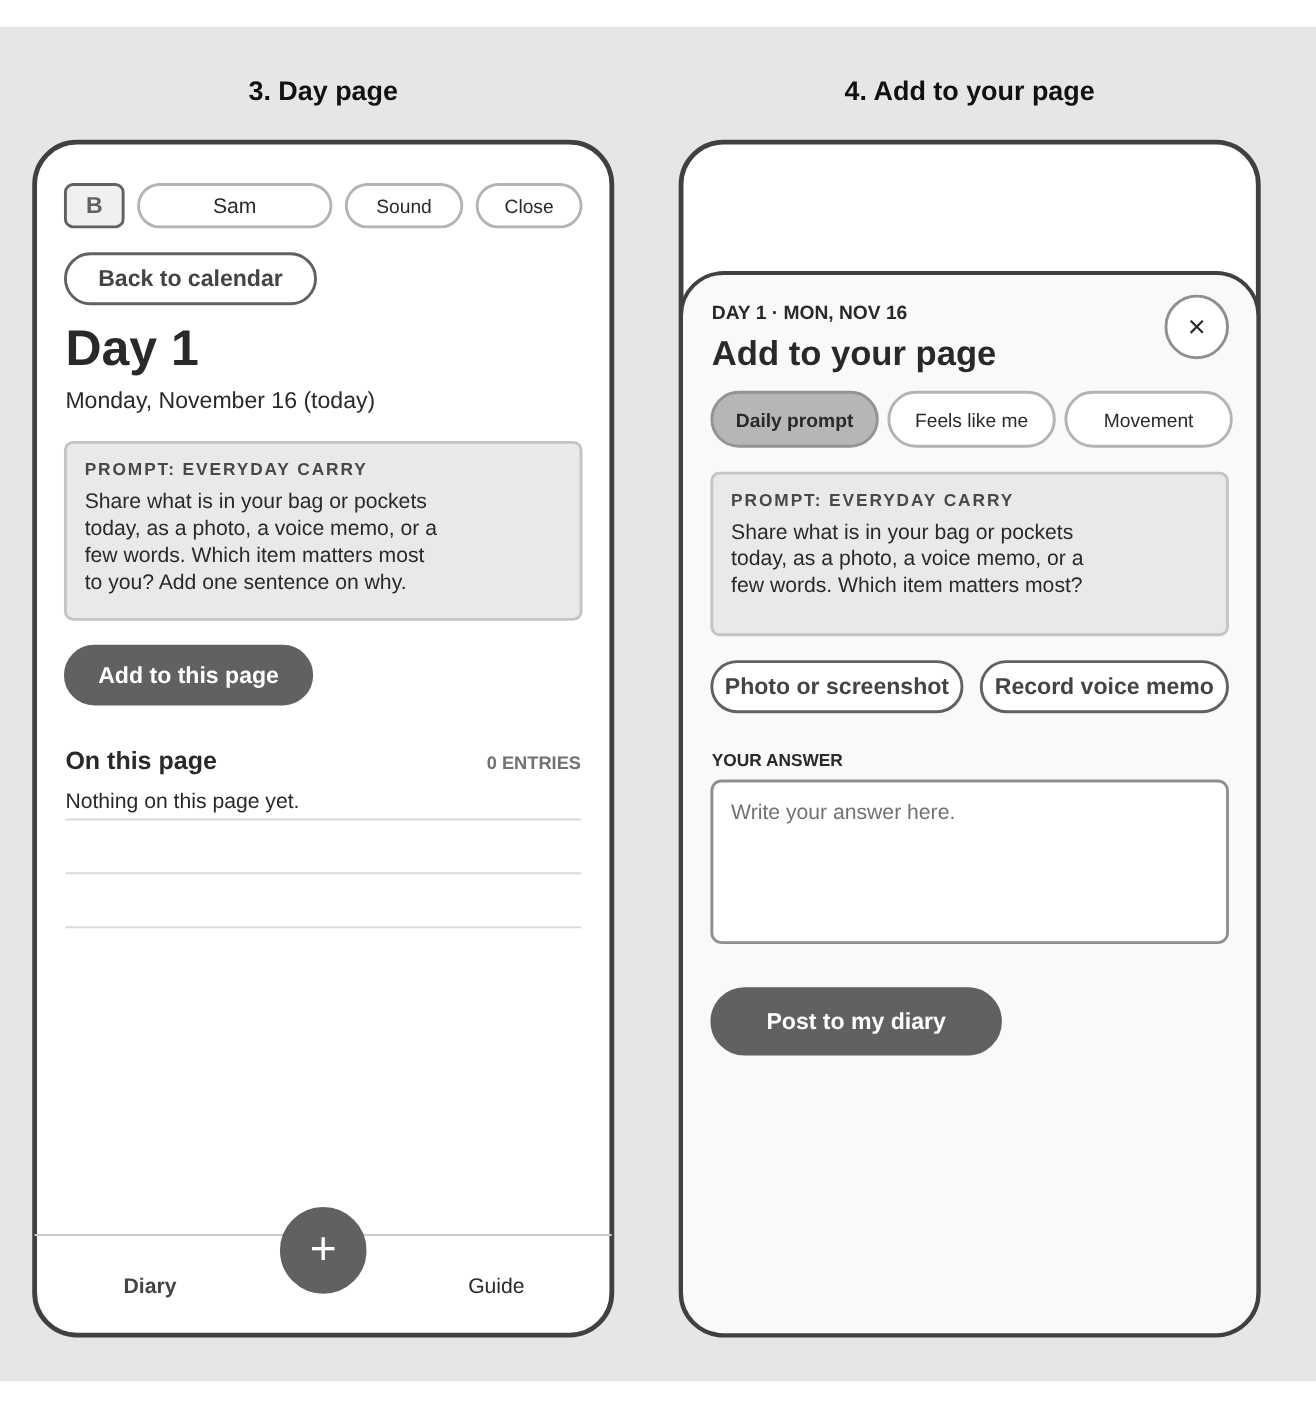 3. Day page
B
Sam
Sound
Close
Back to calendar
Day 1
Monday, November 16 (today)
PROMPT: EVERYDAY CARRY
Share what is in your bag or pockets
today, as a photo, a voice memo, or a
few words. Which item matters most
to you? Add one sentence on why.
Add to this page
On this page
0 ENTRIES
Nothing on this page yet.
+
Diary
Guide
4. Add to your page
DAY 1 · MON, NOV 16
×
Add to your page
Daily prompt
Feels like me
Movement
PROMPT: EVERYDAY CARRY
Share what is in your bag or pockets
today, as a photo, a voice memo, or a
few words. Which item matters most?
Photo or screenshot
Record voice memo
YOUR ANSWER
Write your answer here.
Post to my diary